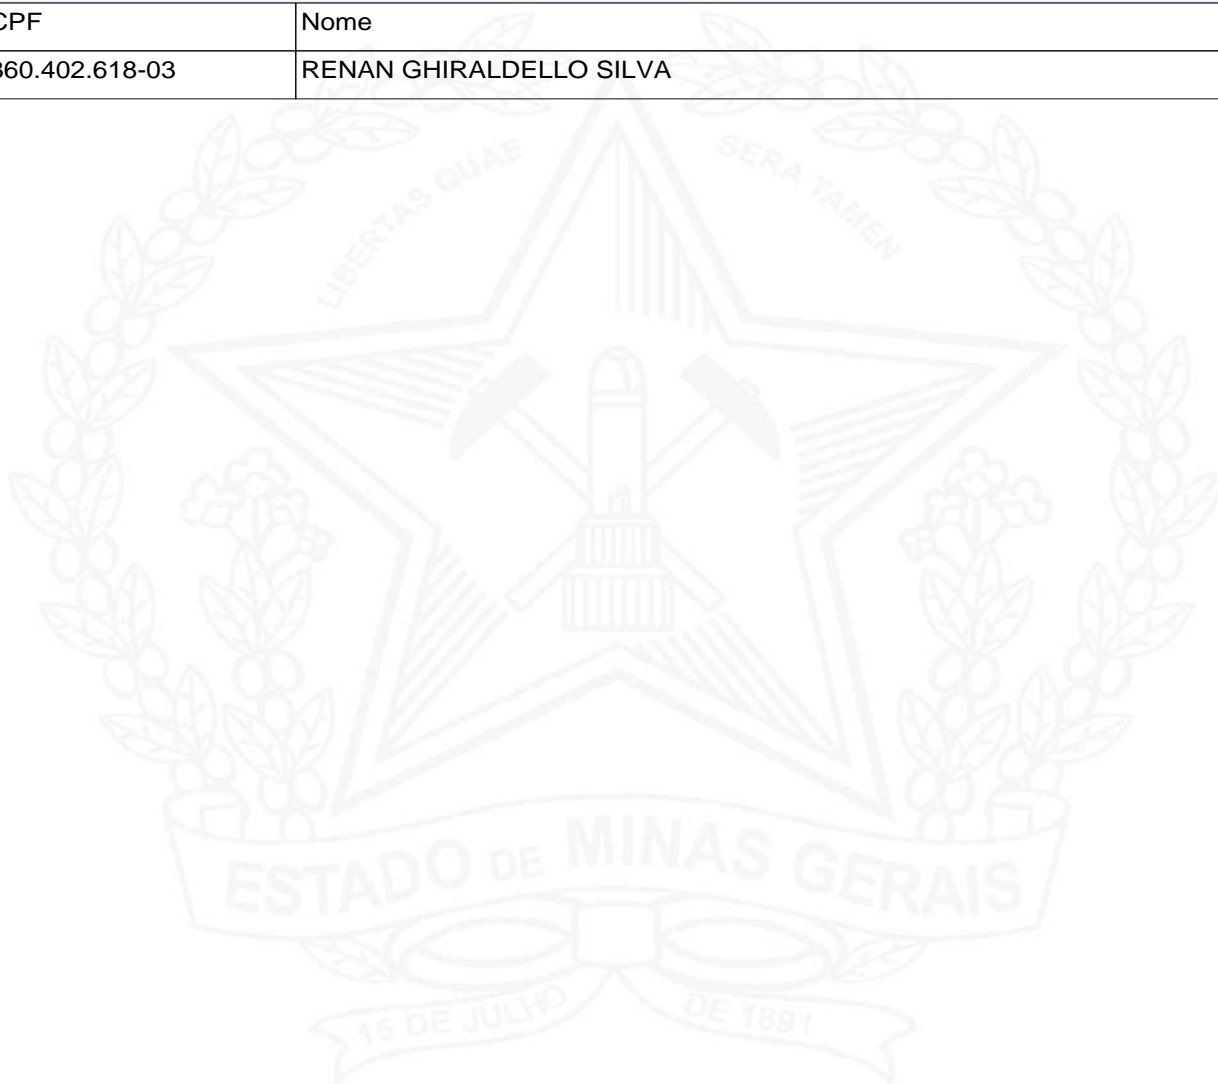 CPF Nome
360.402.618-03 RENAN GHIRALDELLO SILVA
LIBERTAS QUAE SERA TAMEN
ESTADO DE MINAS GERAIS
15 DE JULHO DE 1891